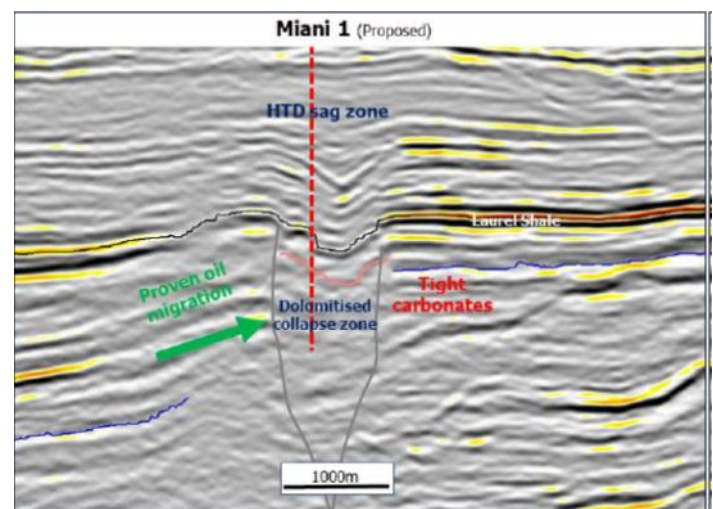 Miani 1 (Proposed)
HTD sag zone
Laurel Shale
Proven oil
migration
Tight
carbonates
Dolomitised
collapse zone
1000m